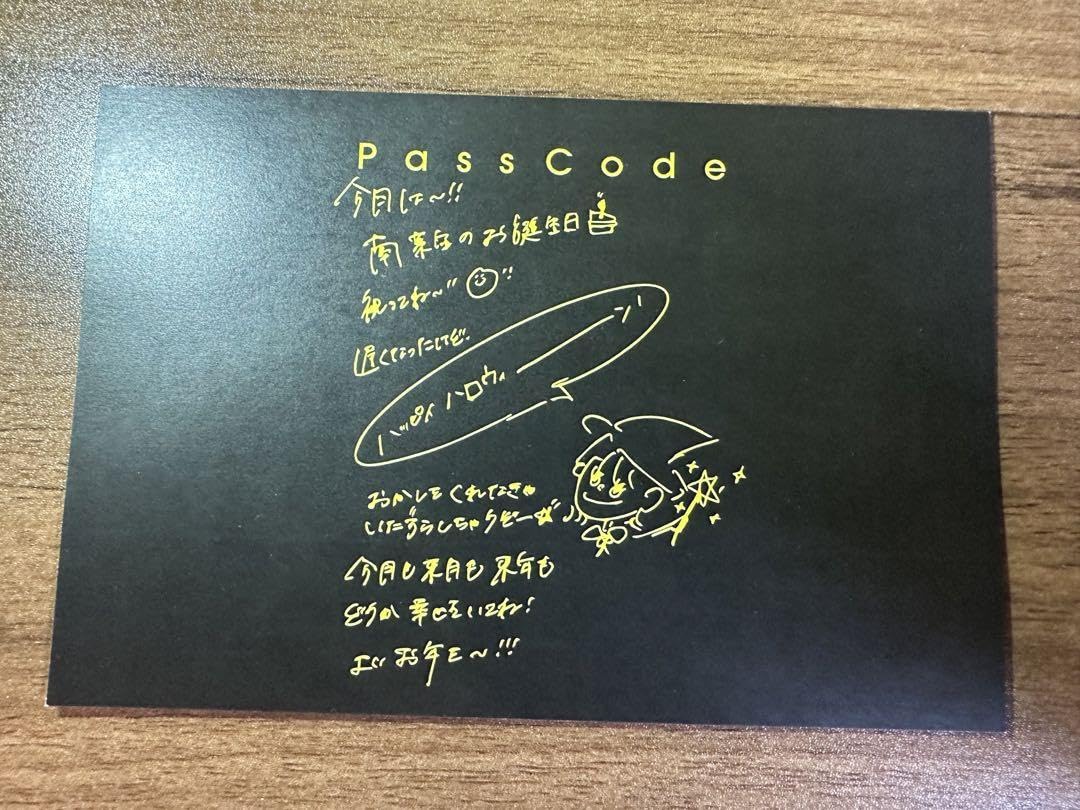 PassCode
今月は〜!!
南菜生のお誕生日
祝ってね〜!!
遅くなったけど、
ハッピィハロウィーン!
おかしをくれなきゃ
いたずらしちゃうぞー
今月も来月も来年も
どうか幸せでいてね!
よいお年を〜!!!